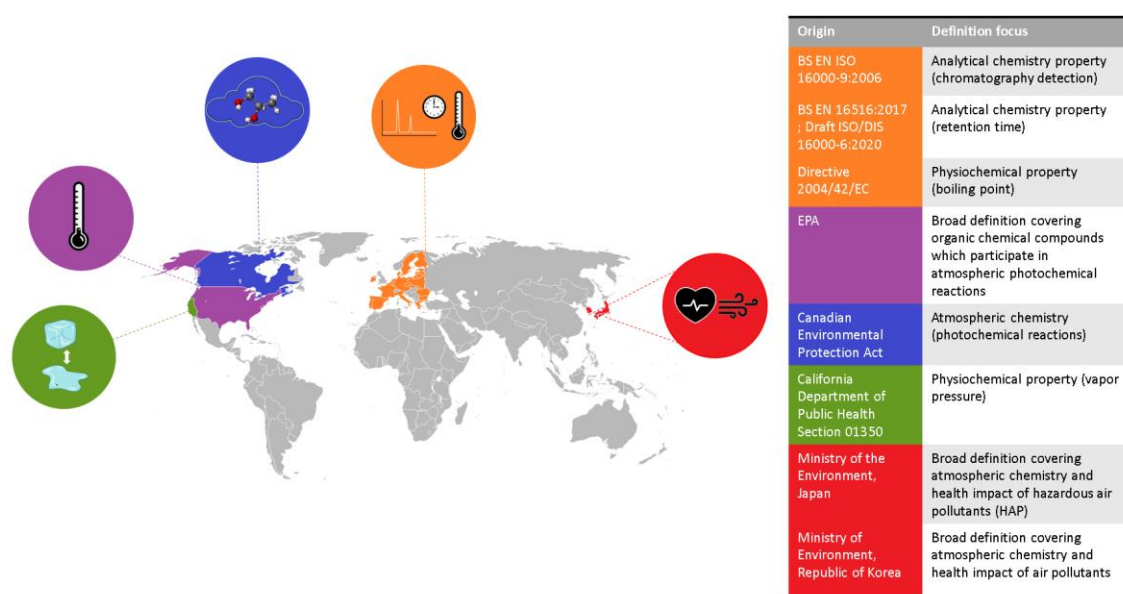 Origin Definition focus
BS EN ISO Analytical chemistry property
16000-9:2006 (chromatography detection)
BS EN 16516:2017 Analytical chemistry property
; Draft ISO/DIS (retention time)
16000-6:2020
Directive Physiochemical property
2004/42/EC (boiling point)
EPA Broad definition covering
organic chemical compounds
which participate in
atmospheric photochemical
reactions
Canadian Atmospheric chemistry
Environmental (photochemical reactions)
Protection Act
California Physiochemical property (vapor
Department of pressure)
Public Health
Section 01350
Ministry of the Broad definition covering
Environment, atmospheric chemistry and
Japan health impact of hazardous air
pollutants (HAP)
Ministry of Broad definition covering
Environment, atmospheric chemistry and
Republic of Korea health impact of air pollutants